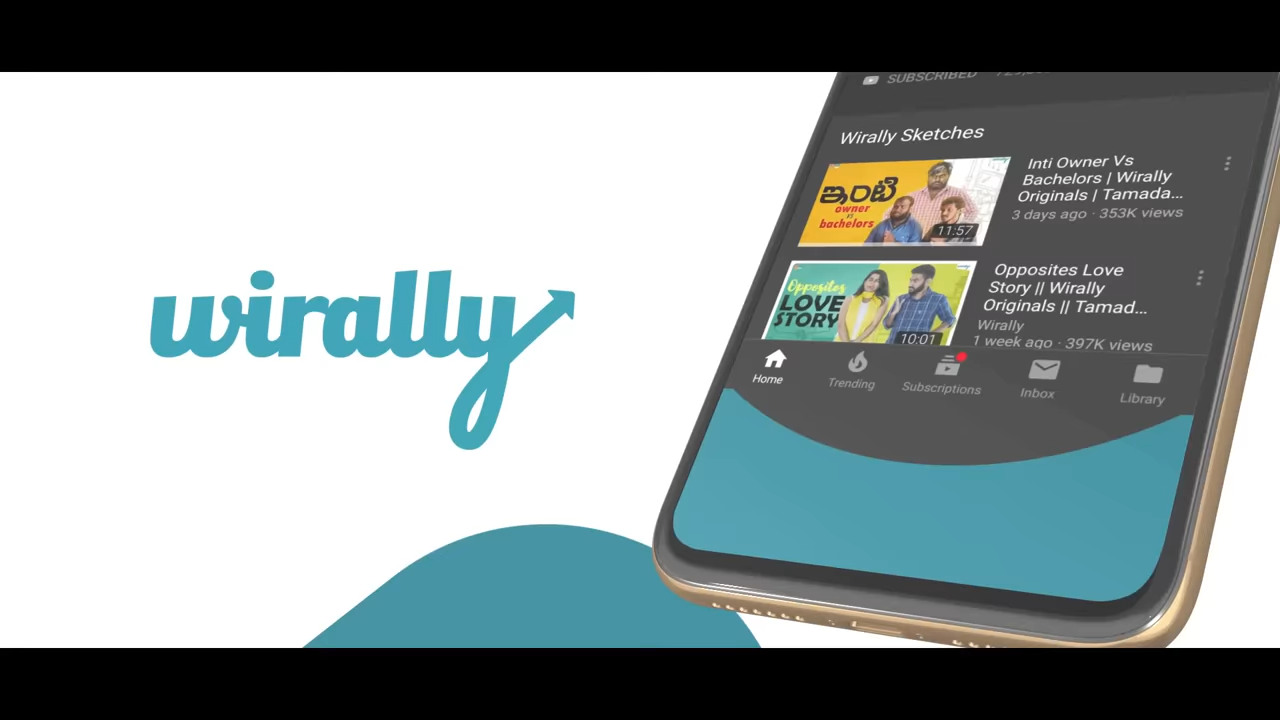 wirally
SUBSCRIBED
Wirally Sketches
ఇంటి
owner
vs
bachelors
11:57
Inti Owner Vs
Bachelors | Wirally
Originals | Tamada...
3 days ago · 353K views
Opposites
LOVE
STORY
10:01
Opposites Love
Story || Wirally
Originals || Tamad...
Wirally
1 week ago · 397K views
Home
Trending
Subscriptions
Inbox
Library